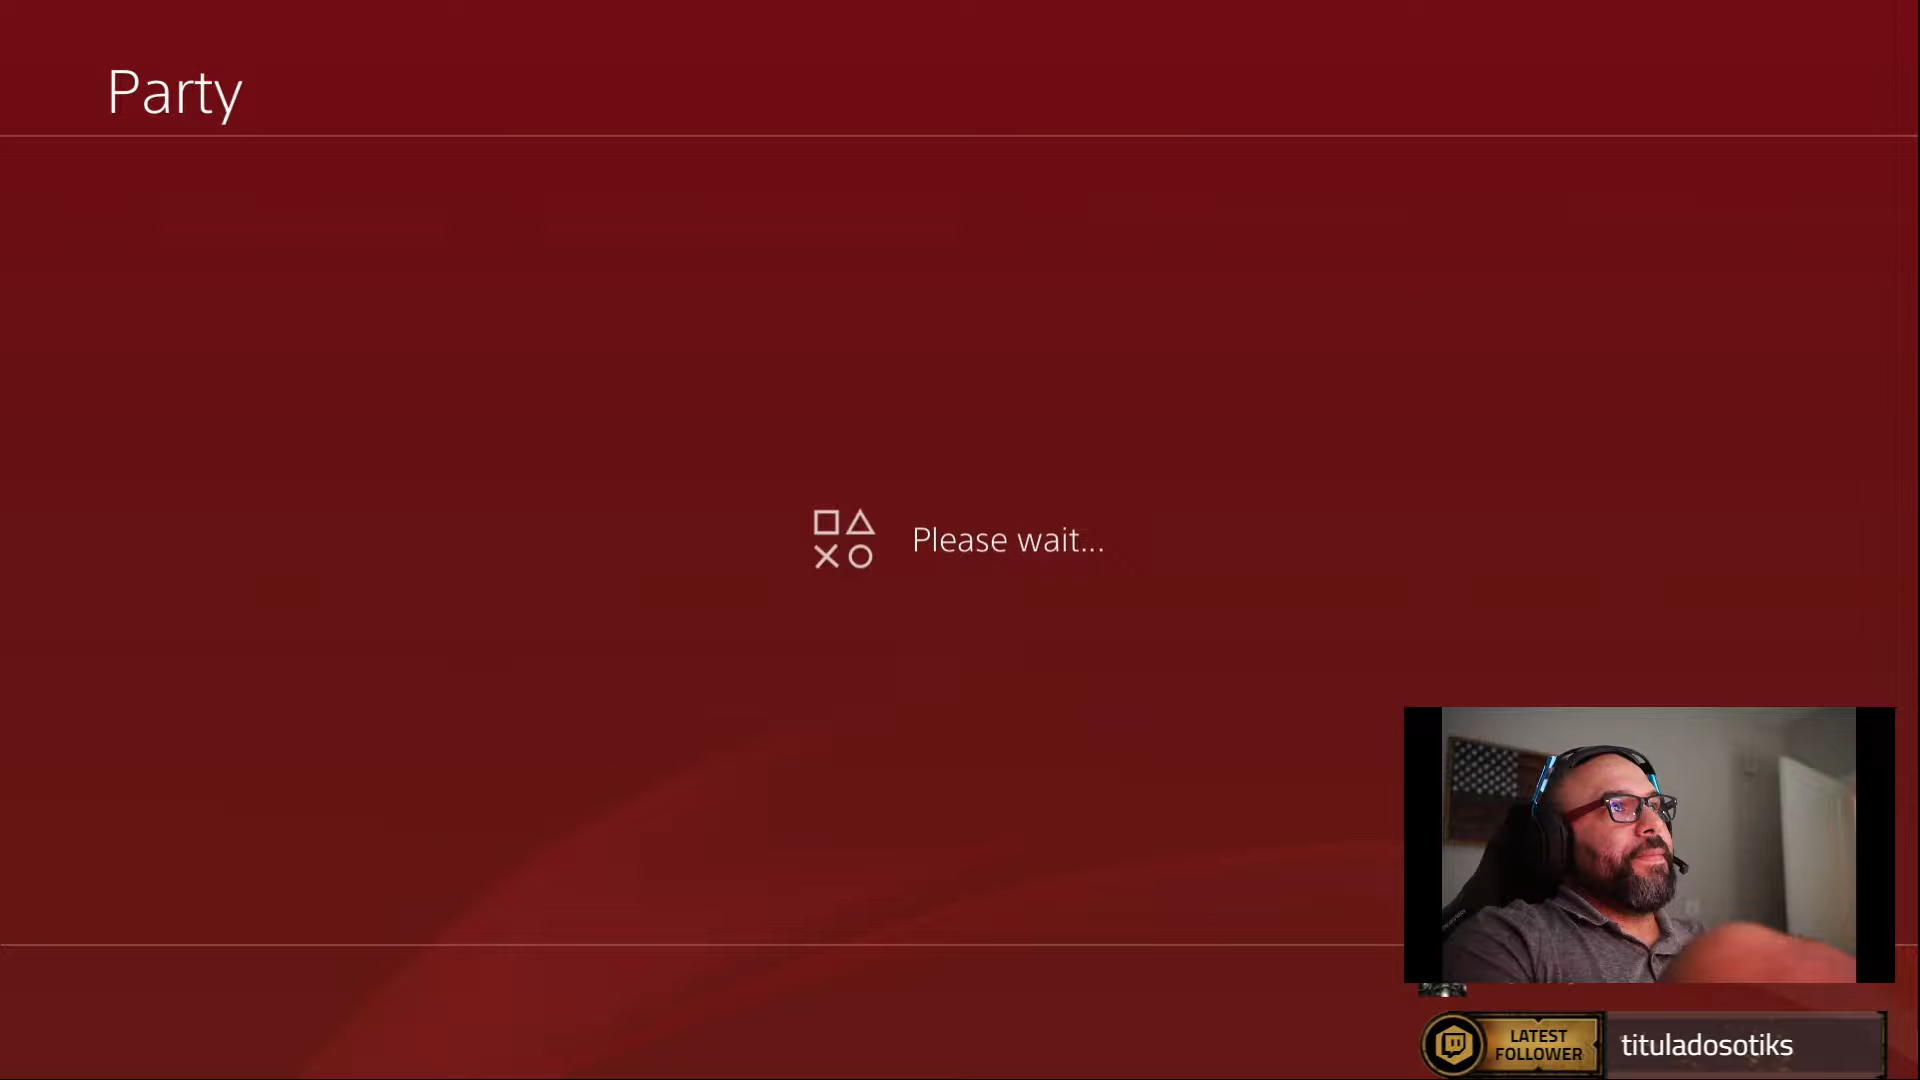 Party
Please wait...
LATEST
FOLLOWER
tituladosotiks